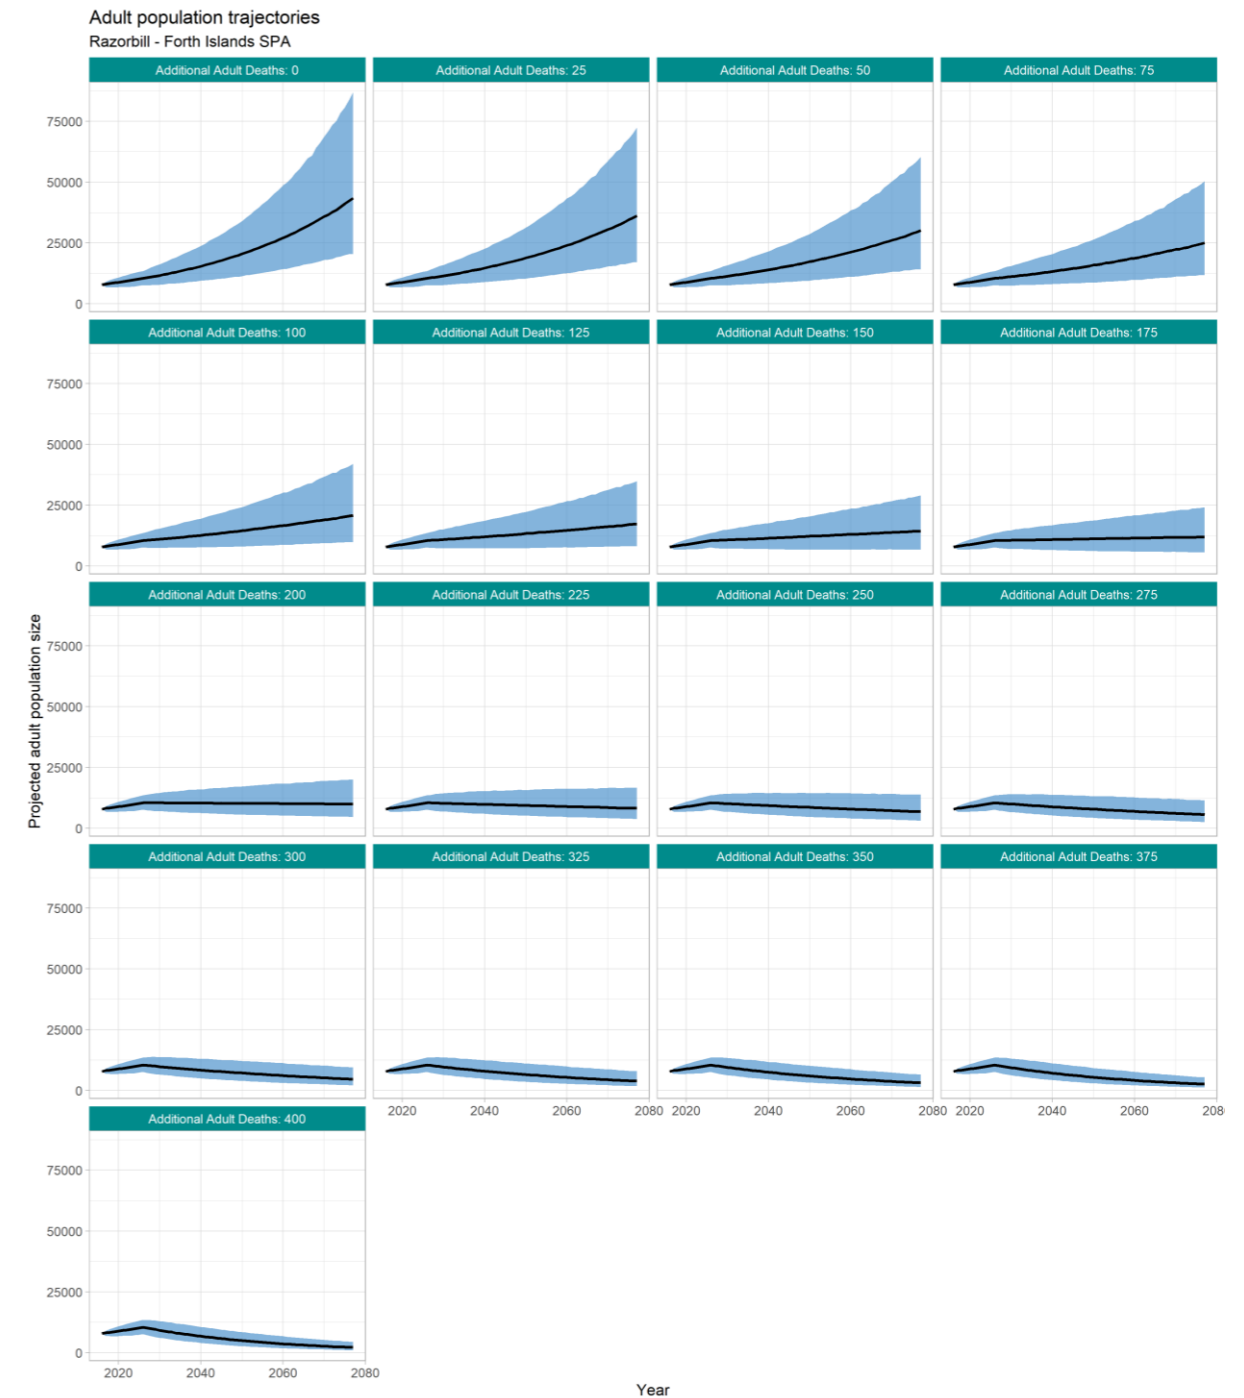 Adult population trajectories
Razorbill - Forth Islands SPA
Additional Adult Deaths: 0
Additional Adult Deaths: 25
Additional Adult Deaths: 50
Additional Adult Deaths: 75
75000
50000
25000
0
Additional Adult Deaths: 100
Additional Adult Deaths: 125
Additional Adult Deaths: 150
Additional Adult Deaths: 175
75000
50000
25000
0
Additional Adult Deaths: 200
Additional Adult Deaths: 225
Additional Adult Deaths: 250
Additional Adult Deaths: 275
Projected adult population size
75000
50000
25000
0
Additional Adult Deaths: 300
Additional Adult Deaths: 325
Additional Adult Deaths: 350
Additional Adult Deaths: 375
75000
50000
25000
0
2020 2040 2060 2080
2020 2040 2060 2080
2020 2040 2060 208
Additional Adult Deaths: 400
75000
50000
25000
0
2020 2040 2060 2080
Year